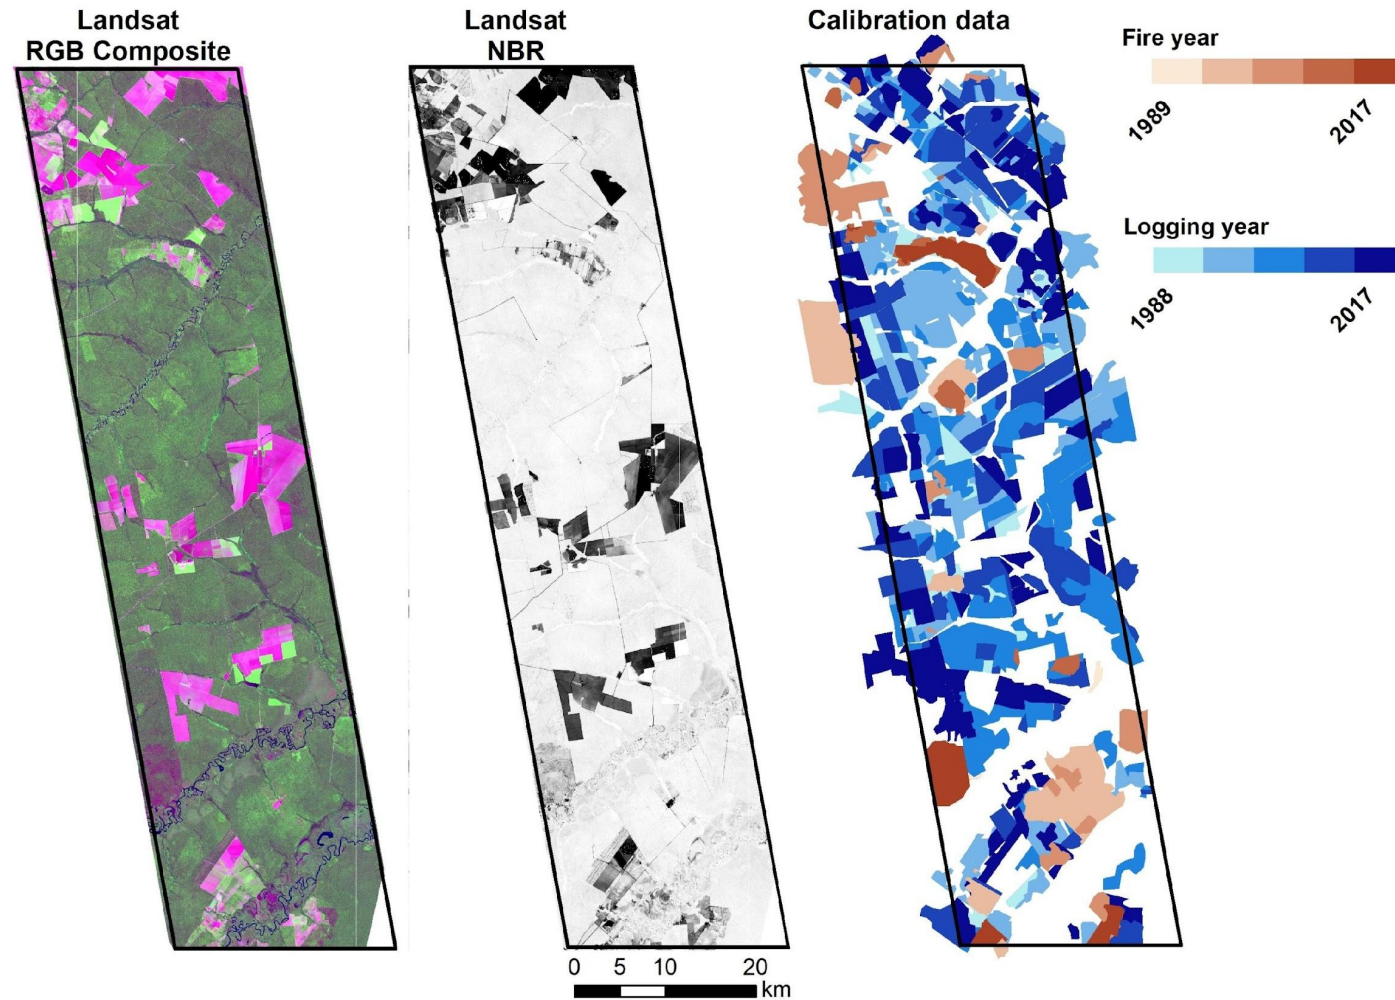 Landsat
RGB Composite
Landsat
NBR
Calibration data
Fire year
1989
2017
Logging year
1988
2017
0 5 10 20
km